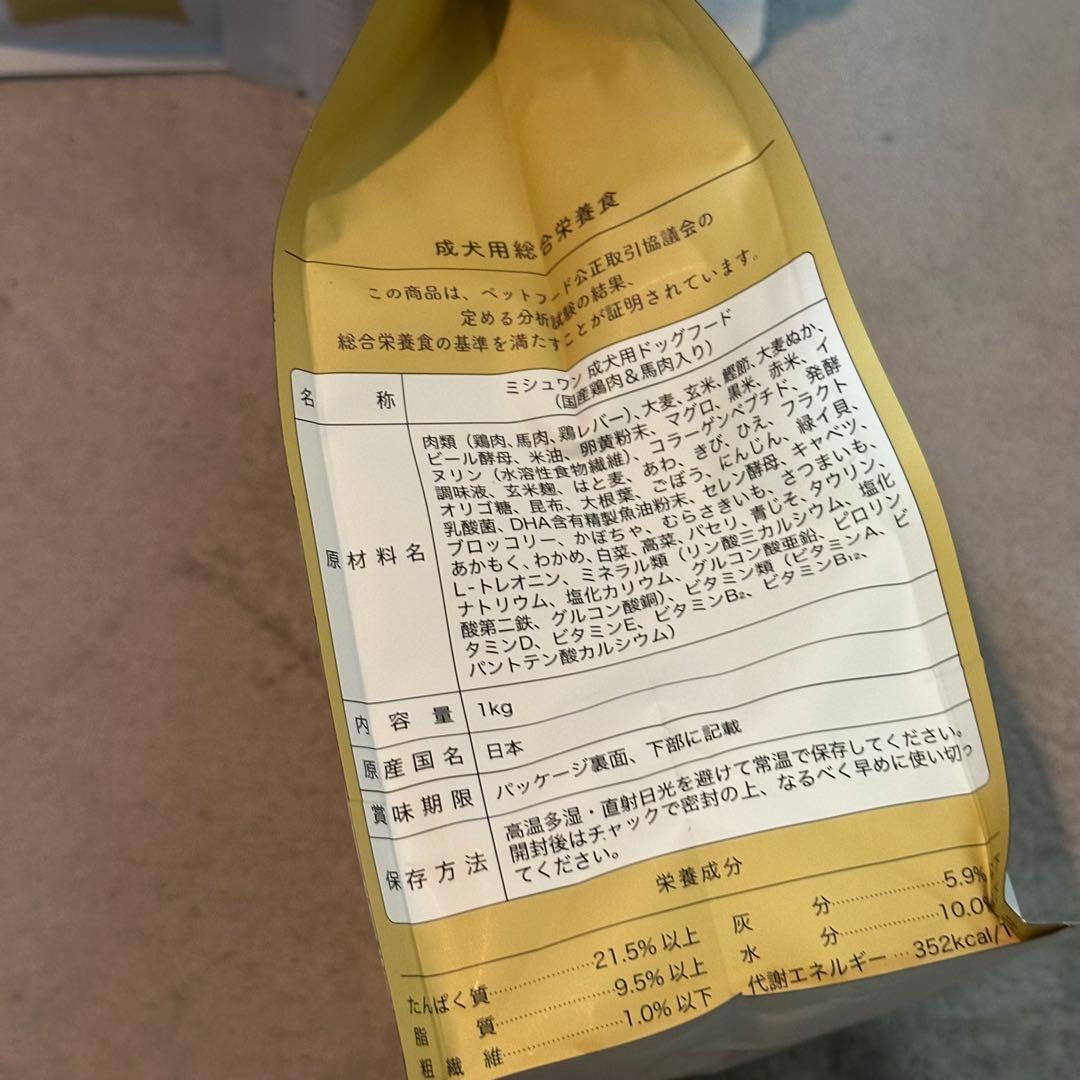 成犬用総合栄養食
この商品は、ペットフード公正取引協議会の
定める分析試験の結果、
総合栄養食の基準を満たすことが証明されています。
名称
ミシュワン 成犬用ドッグフード
(国産鶏肉&馬肉入り)
原材料名
肉類(鶏肉、馬肉、鶏レバー)、大麦、玄米、鰹節、大麦ぬか、
ビール酵母、米油、卵黄粉末、マグロ、黒米、赤米、イ
ヌリン(水溶性食物繊維)、コラーゲンペプチド、発酵
調味液、玄米麹、はと麦、あわ、きび、ひえ、フラクト
オリゴ糖、昆布、大根葉、ごぼう、にんじん、緑イ貝、
乳酸菌、DHA含有精製魚油粉末、セレン酵母、キャベツ、
ブロッコリー、かぼちゃ、むらさきいも、さつまいも、
あかもく、わかめ、白菜、高菜、パセリ、青じそ、タウリン、
L-トレオニン、ミネラル類(リン酸三カルシウム、塩化
ナトリウム、塩化カリウム、グルコン酸亜鉛、ピロリン
酸第二鉄、グルコン酸銅)、ビタミン類(ビタミンA、ビ
タミンD、ビタミンE、ビタミンB₂、ビタミンB₁₂、
パントテン酸カルシウム)
内容量
1kg
原産国名
日本
賞味期限
パッケージ裏面、下部に記載
保存方法
高温多湿・直射日光を避けて常温で保存してください。
開封後はチャックで密封の上、なるべく早めに使い切っ
てください。
栄養成分
たんぱく質……………21.5%以上
脂質……………9.5%以上
粗繊維……………1.0%以下
灰分……………5.9%
水分……………10.0%
代謝エネルギー…352kcal/1